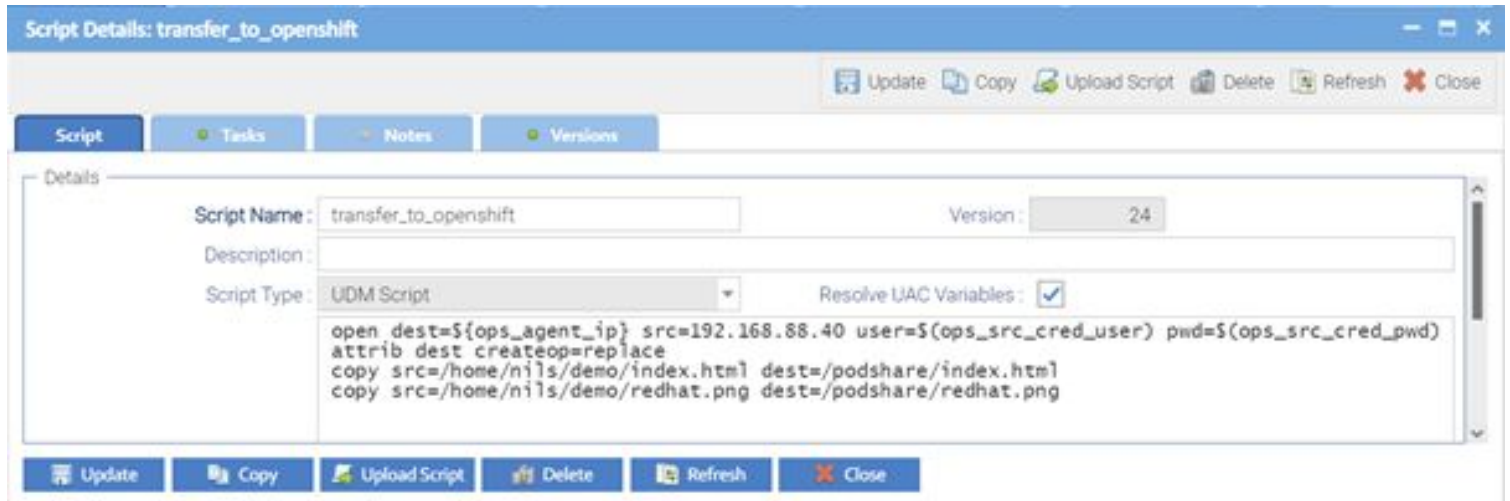 Script Details: transfer_to_openshift
Update Copy Upload Script Delete Refresh Close
Script Tasks Notes Versions
Details
Script Name : transfer_to_openshift Version : 24
Description :
Script Type : UDM Script Resolve UAC Variables :
open dest=${ops_agent_ip} src=192.168.88.40 user=$(ops_src_cred_user) pwd=$(ops_src_cred_pwd)
attrib dest createop=replace
copy src=/home/nils/demo/index.html dest=/podshare/index.html
copy src=/home/nils/demo/redhat.png dest=/podshare/redhat.png
Update Copy Upload Script Delete Refresh Close